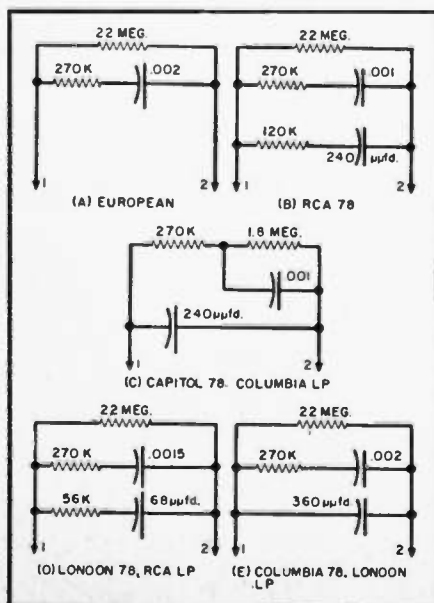 22 MEG.
270K
.002
1
2
(A) EUROPEAN
22 MEG.
270K
.001
120K
240 µµfd.
1
2
(B) RCA 78
270K
1.8 MEG.
.001
240µµfd.
1
2
(C) CAPITOL 78. COLUMBIA LP
22 MEG.
270K
.0015
56K
68µµfd.
1
2
(D) LONDON 78, RCA LP
22 MEG.
270K
.002
360µµfd.
1
2
(E) COLUMBIA 78. LONDON
LP